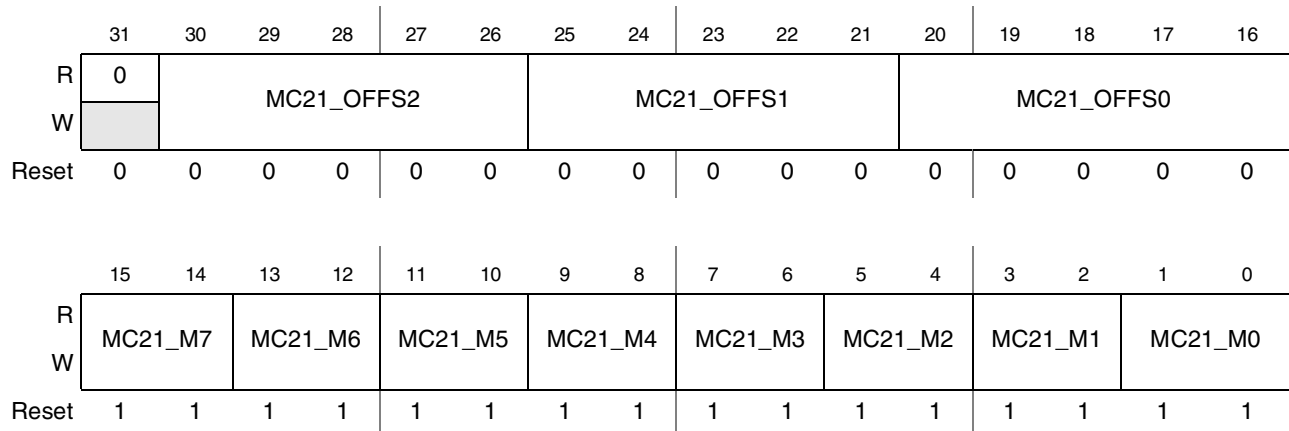 31 30 29 28 27 26 25 24 23 22 21 20 19 18 17 16
R 0 MC21_OFFS2 MC21_OFFS1 MC21_OFFS0
W
Reset 0 0 0 0 0 0 0 0 0 0 0 0 0 0 0 0
15 14 13 12 11 10 9 8 7 6 5 4 3 2 1 0
R MC21_M7 MC21_M6 MC21_M5 MC21_M4 MC21_M3 MC21_M2 MC21_M1 MC21_M0
W
Reset 1 1 1 1 1 1 1 1 1 1 1 1 1 1 1 1